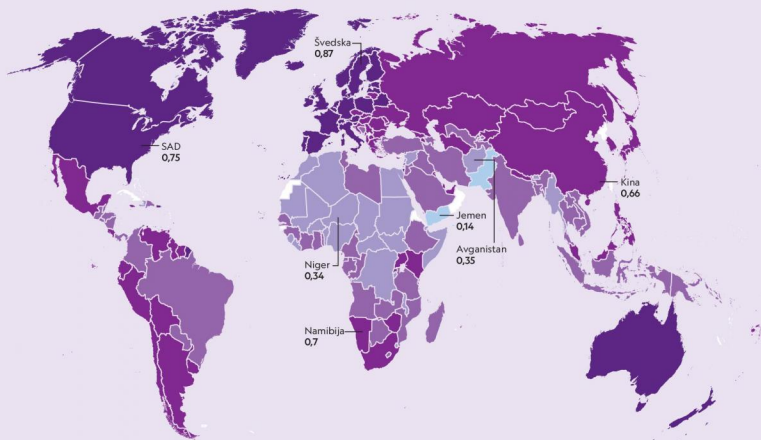 Švedska
0,87
SAD
0,75
Kina
0,66
Jemen
0,14
Avganistan
0,35
Niger
0,34
Namibija
0,7